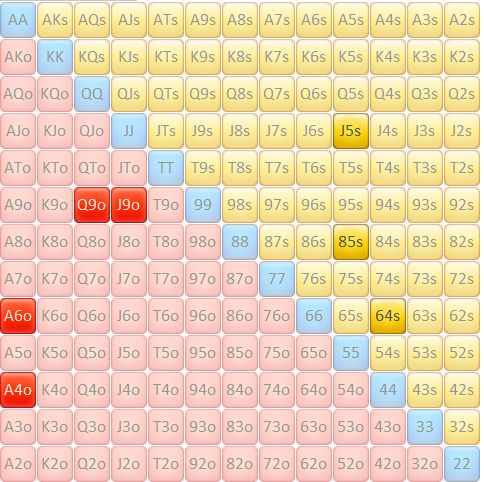 AA AKs AQs AJs ATs A9s A8s A7s A6s A5s A4s A3s A2s
AKo KK KQs KJs KTs K9s K8s K7s K6s K5s K4s K3s K2s
AQo KQo QQ QJs QTs Q9s Q8s Q7s Q6s Q5s Q4s Q3s Q2s
AJo KJo QJo JJ JTs J9s J8s J7s J6s J5s J4s J3s J2s
ATo KTo QTo JTo TT T9s T8s T7s T6s T5s T4s T3s T2s
A9o K9o Q9o J9o T9o 99 98s 97s 96s 95s 94s 93s 92s
A8o K8o Q8o J8o T8o 98o 88 87s 86s 85s 84s 83s 82s
A7o K7o Q7o J7o T7o 97o 87o 77 76s 75s 74s 73s 72s
A6o K6o Q6o J6o T6o 96o 86o 76o 66 65s 64s 63s 62s
A5o K5o Q5o J5o T5o 95o 85o 75o 65o 55 54s 53s 52s
A4o K4o Q4o J4o T4o 94o 84o 74o 64o 54o 44 43s 42s
A3o K3o Q3o J3o T3o 93o 83o 73o 63o 53o 43o 33 32s
A2o K2o Q2o J2o T2o 92o 82o 72o 62o 52o 42o 32o 22